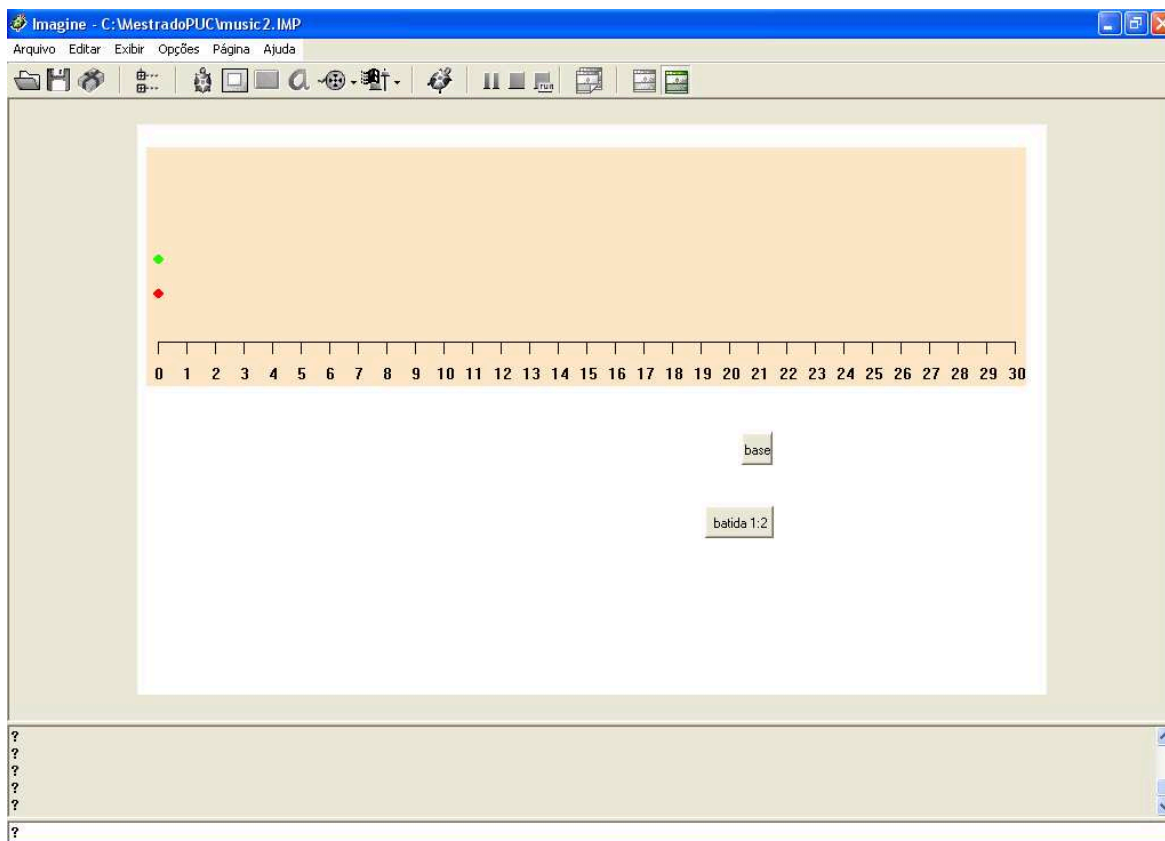 Imagine - C:\MestradoPUC\music2.IMP
Arquivo Editar Exibir Opções Página Ajuda
run
0 1 2 3 4 5 6 7 8 9 10 11 12 13 14 15 16 17 18 19 20 21 22 23 24 25 26 27 28 29 30
base
batida 1:2
?
?
?
?
?
?